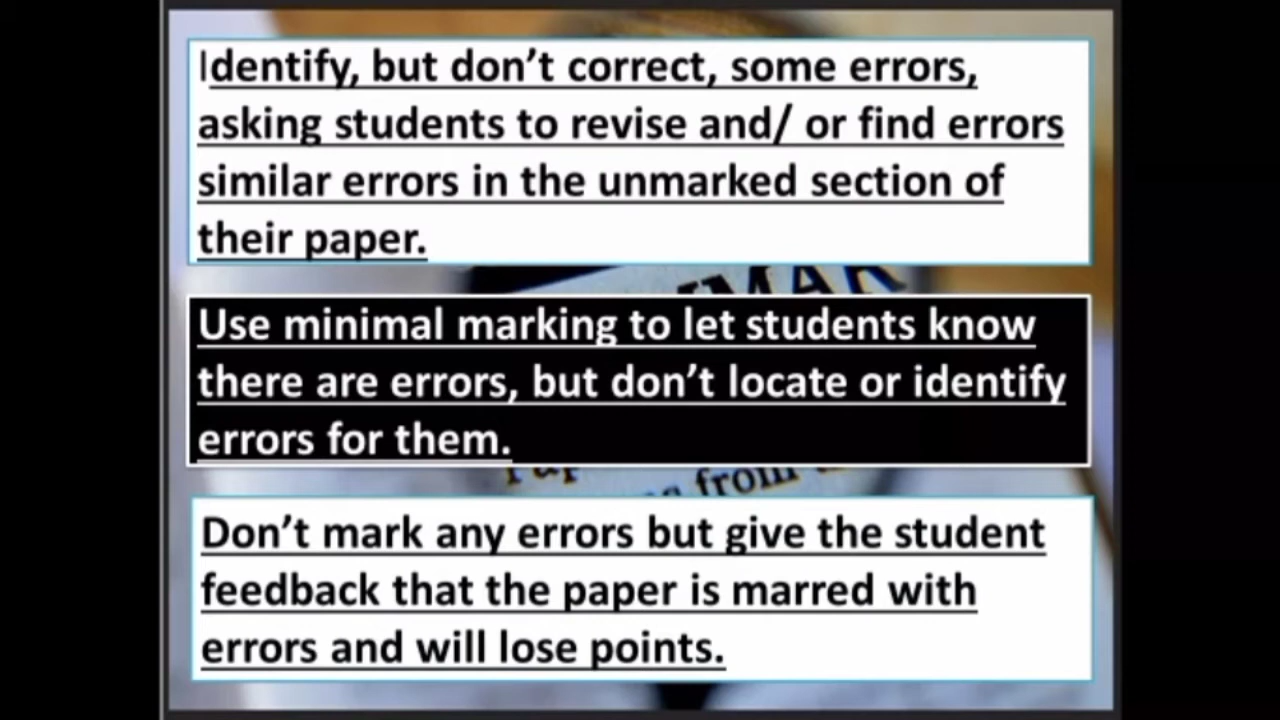 Identify, but don't correct, some errors,
asking students to revise and/ or find errors
similar errors in the unmarked section of
their paper.
Use minimal marking to let students know
there are errors, but don't locate or identify
errors for them.
from
Don't mark any errors but give the student
feedback that the paper is marred with
errors and will lose points.